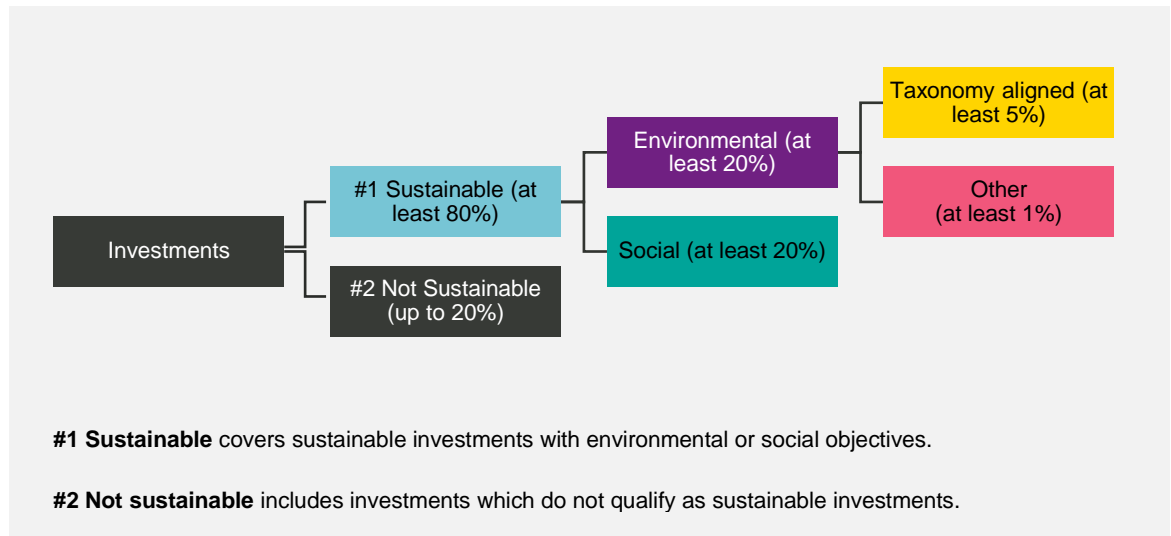 Taxonomy aligned (at
least 5%)
Environmental (at
least 20%)
#1 Sustainable (at
least 80%)
Other
(at least 1%)
Investments
Social (at least 20%)
#2 Not Sustainable
(up to 20%)
#1 Sustainable covers sustainable investments with environmental or social objectives.
#2 Not sustainable includes investments which do not qualify as sustainable investments.